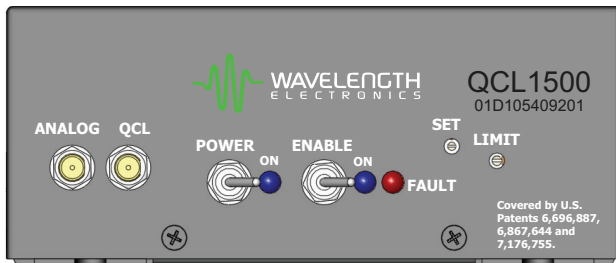 WAVELENGTH
ELECTRONICS
QCL1500
01D105409201
ANALOG QCL
POWER
ENABLE
SET
LIMIT
ON
ON
FAULT
Covered by U.S.
Patents 6,696,887,
6,867,644 and
7,176,755.